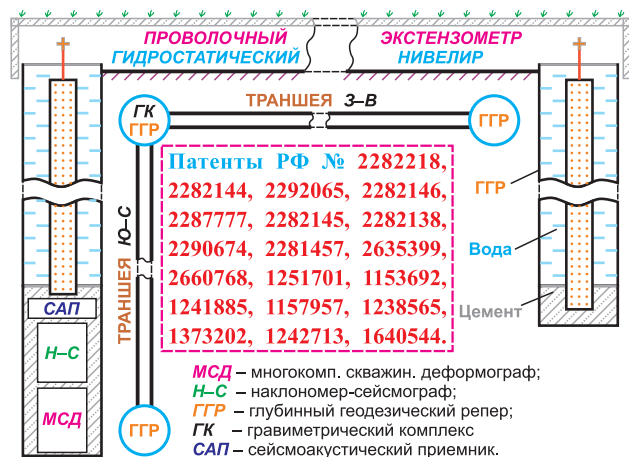 ПРОВОЛОЧНЫЙ ЭКСТЕНЗОМЕТР
ГИДРОСТАТИЧЕСКИЙ НИВЕЛИР
ТРАНШЕЯ З–В
ГК
ГГР
ГГР
ТРАНШЕЯ Ю–С
Патенты РФ № 2282218,
2282144, 2292065, 2282146,
2287777, 2282145, 2282138,
2290674, 2281457, 2635399,
2660768, 1251701, 1153692,
1241885, 1157957, 1238565,
1373202, 1242713, 1640544.
ГГР
Вода
Цемент
САП
Н–С
МСД
ГГР
МСД – многокомп. скважин. деформограф;
Н–С – наклономер-сейсмограф;
ГГР – глубинный геодезический репер;
ГК – гравиметрический комплекс
САП – сейсмоакустический приемник.